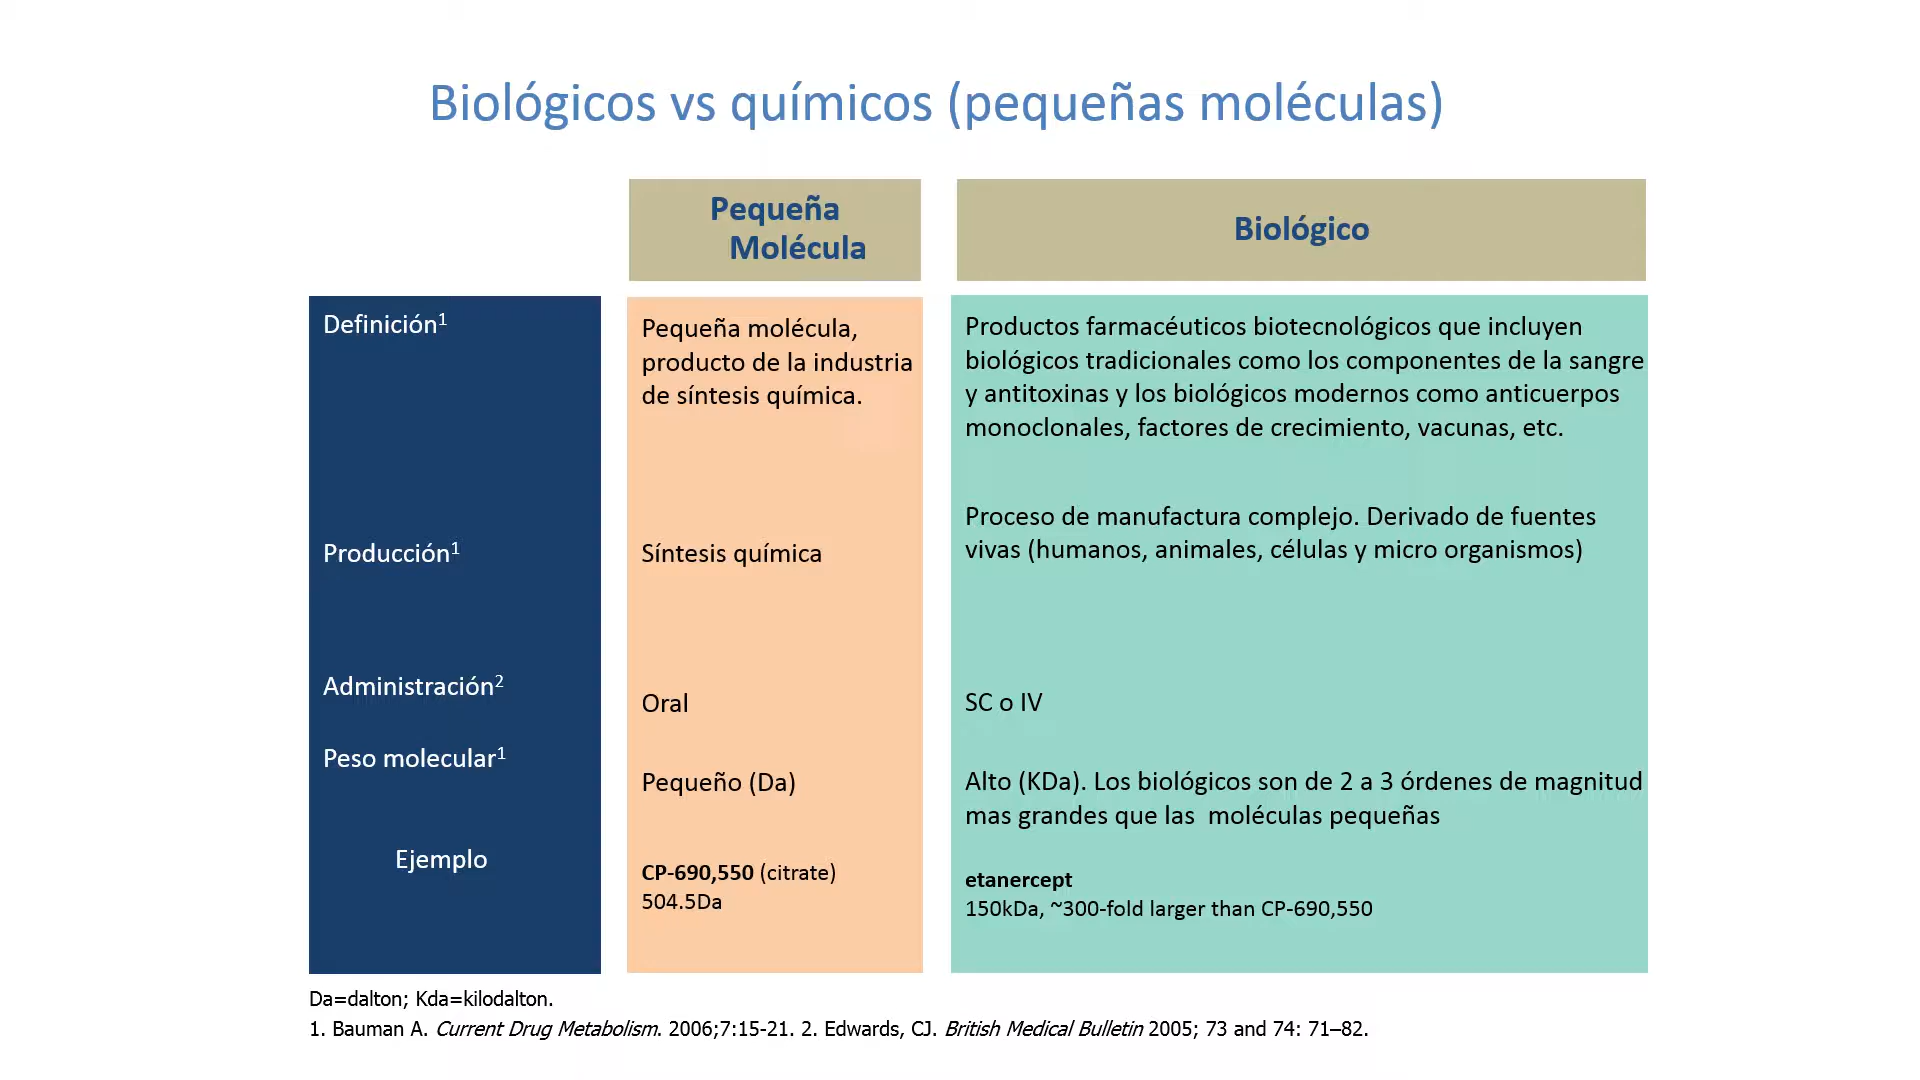 Biológicos vs químicos (pequeñas moléculas)
Pequeña
Molécula
Biológico
Definición¹
Pequeña molécula,
producto de la industria
de síntesis química.
Productos farmacéuticos biotecnológicos que incluyen
biológicos tradicionales como los componentes de la sangre
y antitoxinas y los biológicos modernos como anticuerpos
monoclonales, factores de crecimiento, vacunas, etc.
Producción¹
Síntesis química
Proceso de manufactura complejo. Derivado de fuentes
vivas (humanos, animales, células y micro organismos)
Administración²
Oral
SC o IV
Peso molecular¹
Pequeño (Da)
Alto (KDa). Los biológicos son de 2 a 3 órdenes de magnitud
mas grandes que las moléculas pequeñas
Ejemplo
CP-690,550 (citrate)
504.5Da
etanercept
150kDa, ~300-fold larger than CP-690,550
Da=dalton; Kda=kilodalton.
1. Bauman A. Current Drug Metabolism. 2006;7:15-21. 2. Edwards, CJ. British Medical Bulletin 2005; 73 and 74: 71–82.